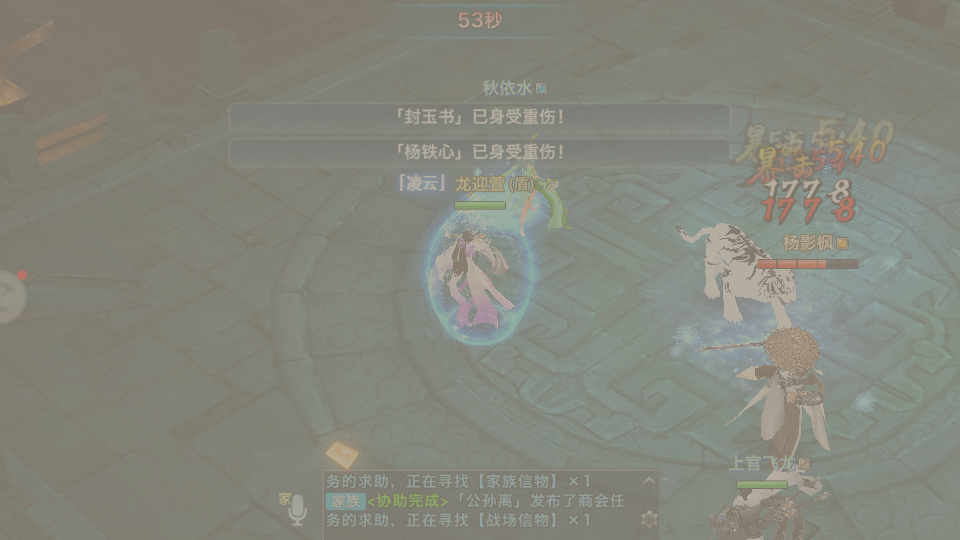 53秒
秋依水
「封玉书」已身受重伤!
「杨铁心」已身受重伤!
「凌云」 龙迎萱 (盾)
暴击 5540
1778
1778
杨影枫
上官飞龙
务的求助，正在寻找【家族信物】×1
家族 <协助完成>「公孙离」发布了商会任
务的求助，正在寻找【战场信物】×1
家